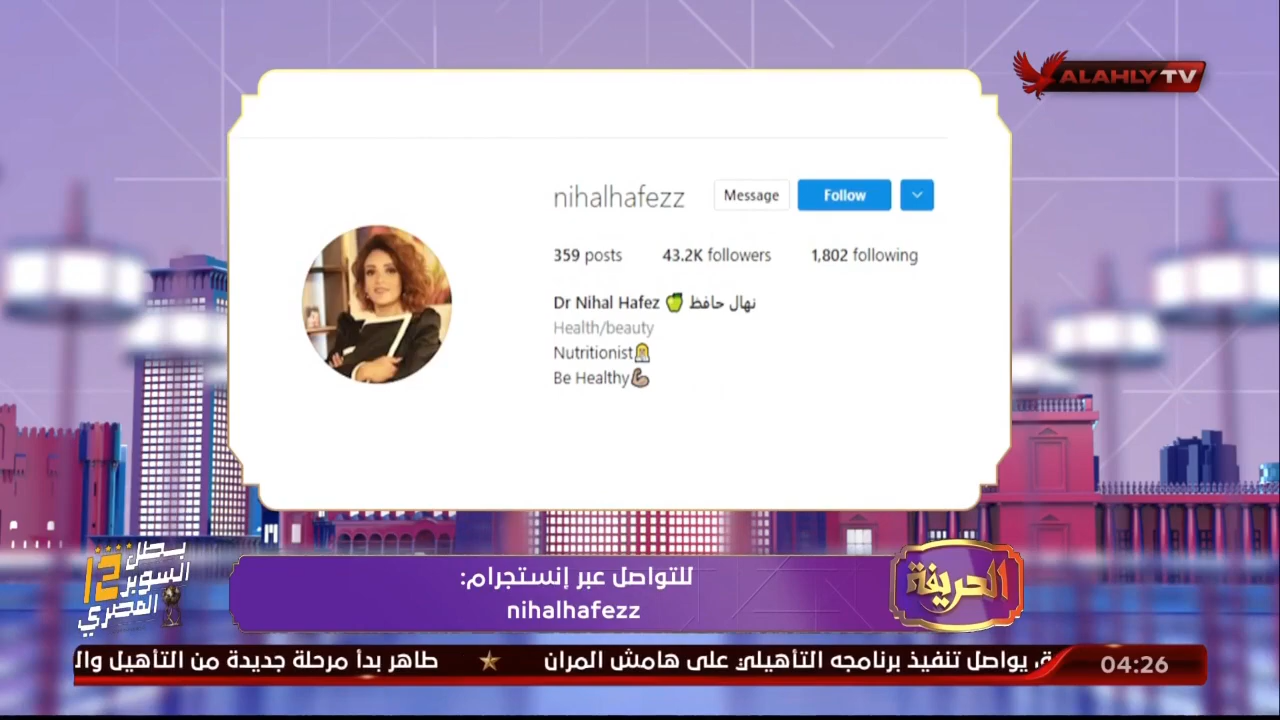 ALAHLY TV
nihalhafezz
Message
Follow
359 posts
43.2K followers
1,802 following
Dr Nihal Hafez 🍏 نهال حافظ
Health/beauty
Nutritionist👩‍⚕️
Be Healthy💪🏽
للتواصل عبر إنستجرام:
nihalhafezz
الحريفة
بطل
السوبر 12
المصري
ق يواصل تنفيذ برنامجه التأهيلي على هامش المران ★ طاهر بدأ مرحلة جديدة من التأهيل وال
04:26